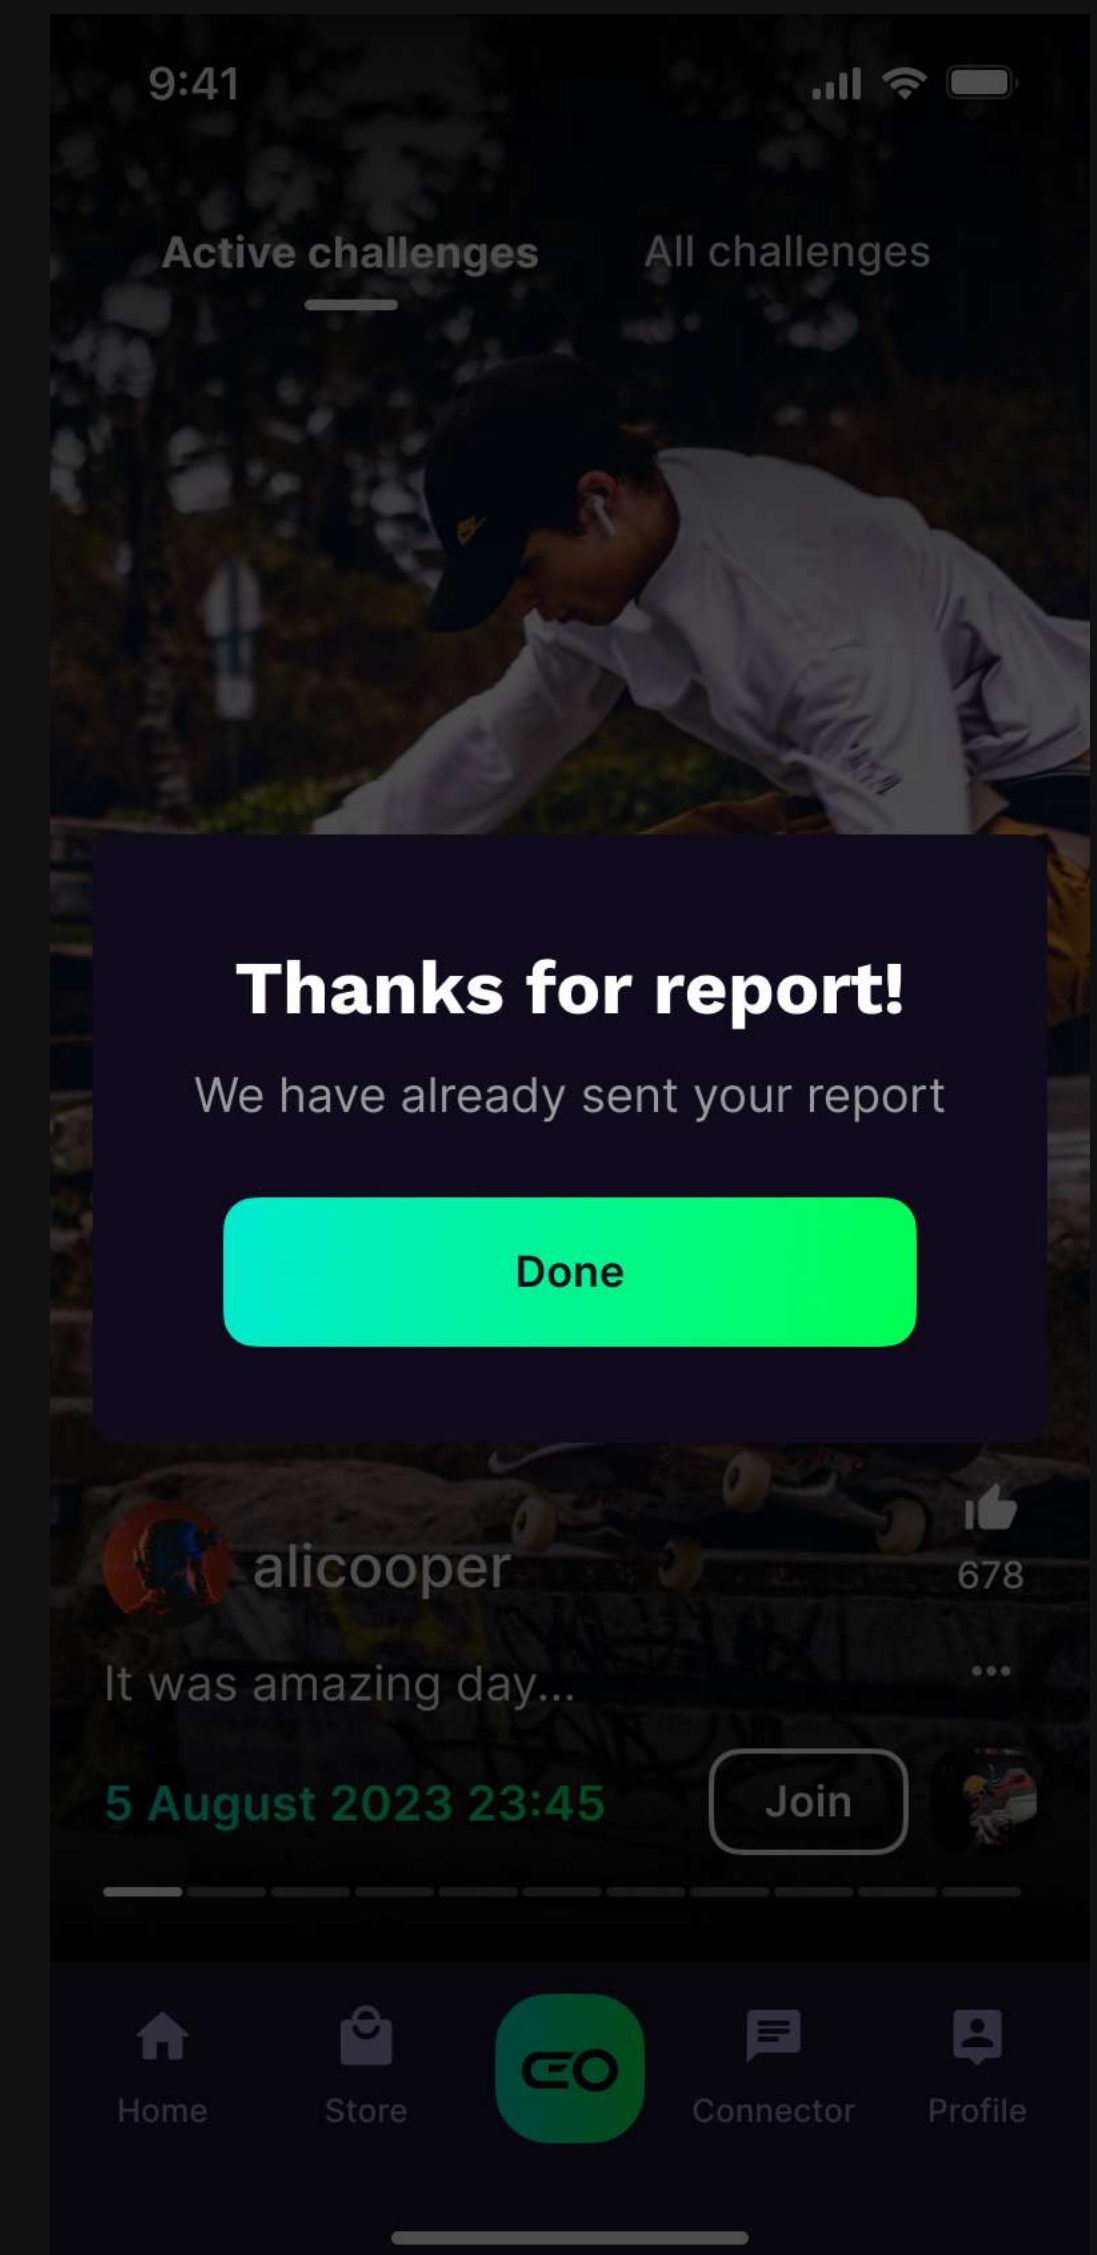 9:41
Active challenges
All challenges
Thanks for report!
We have already sent your report
Done
alicooper
678
It was amazing day...
5 August 2023 23:45
Join
Home
Store
Connector
Profile